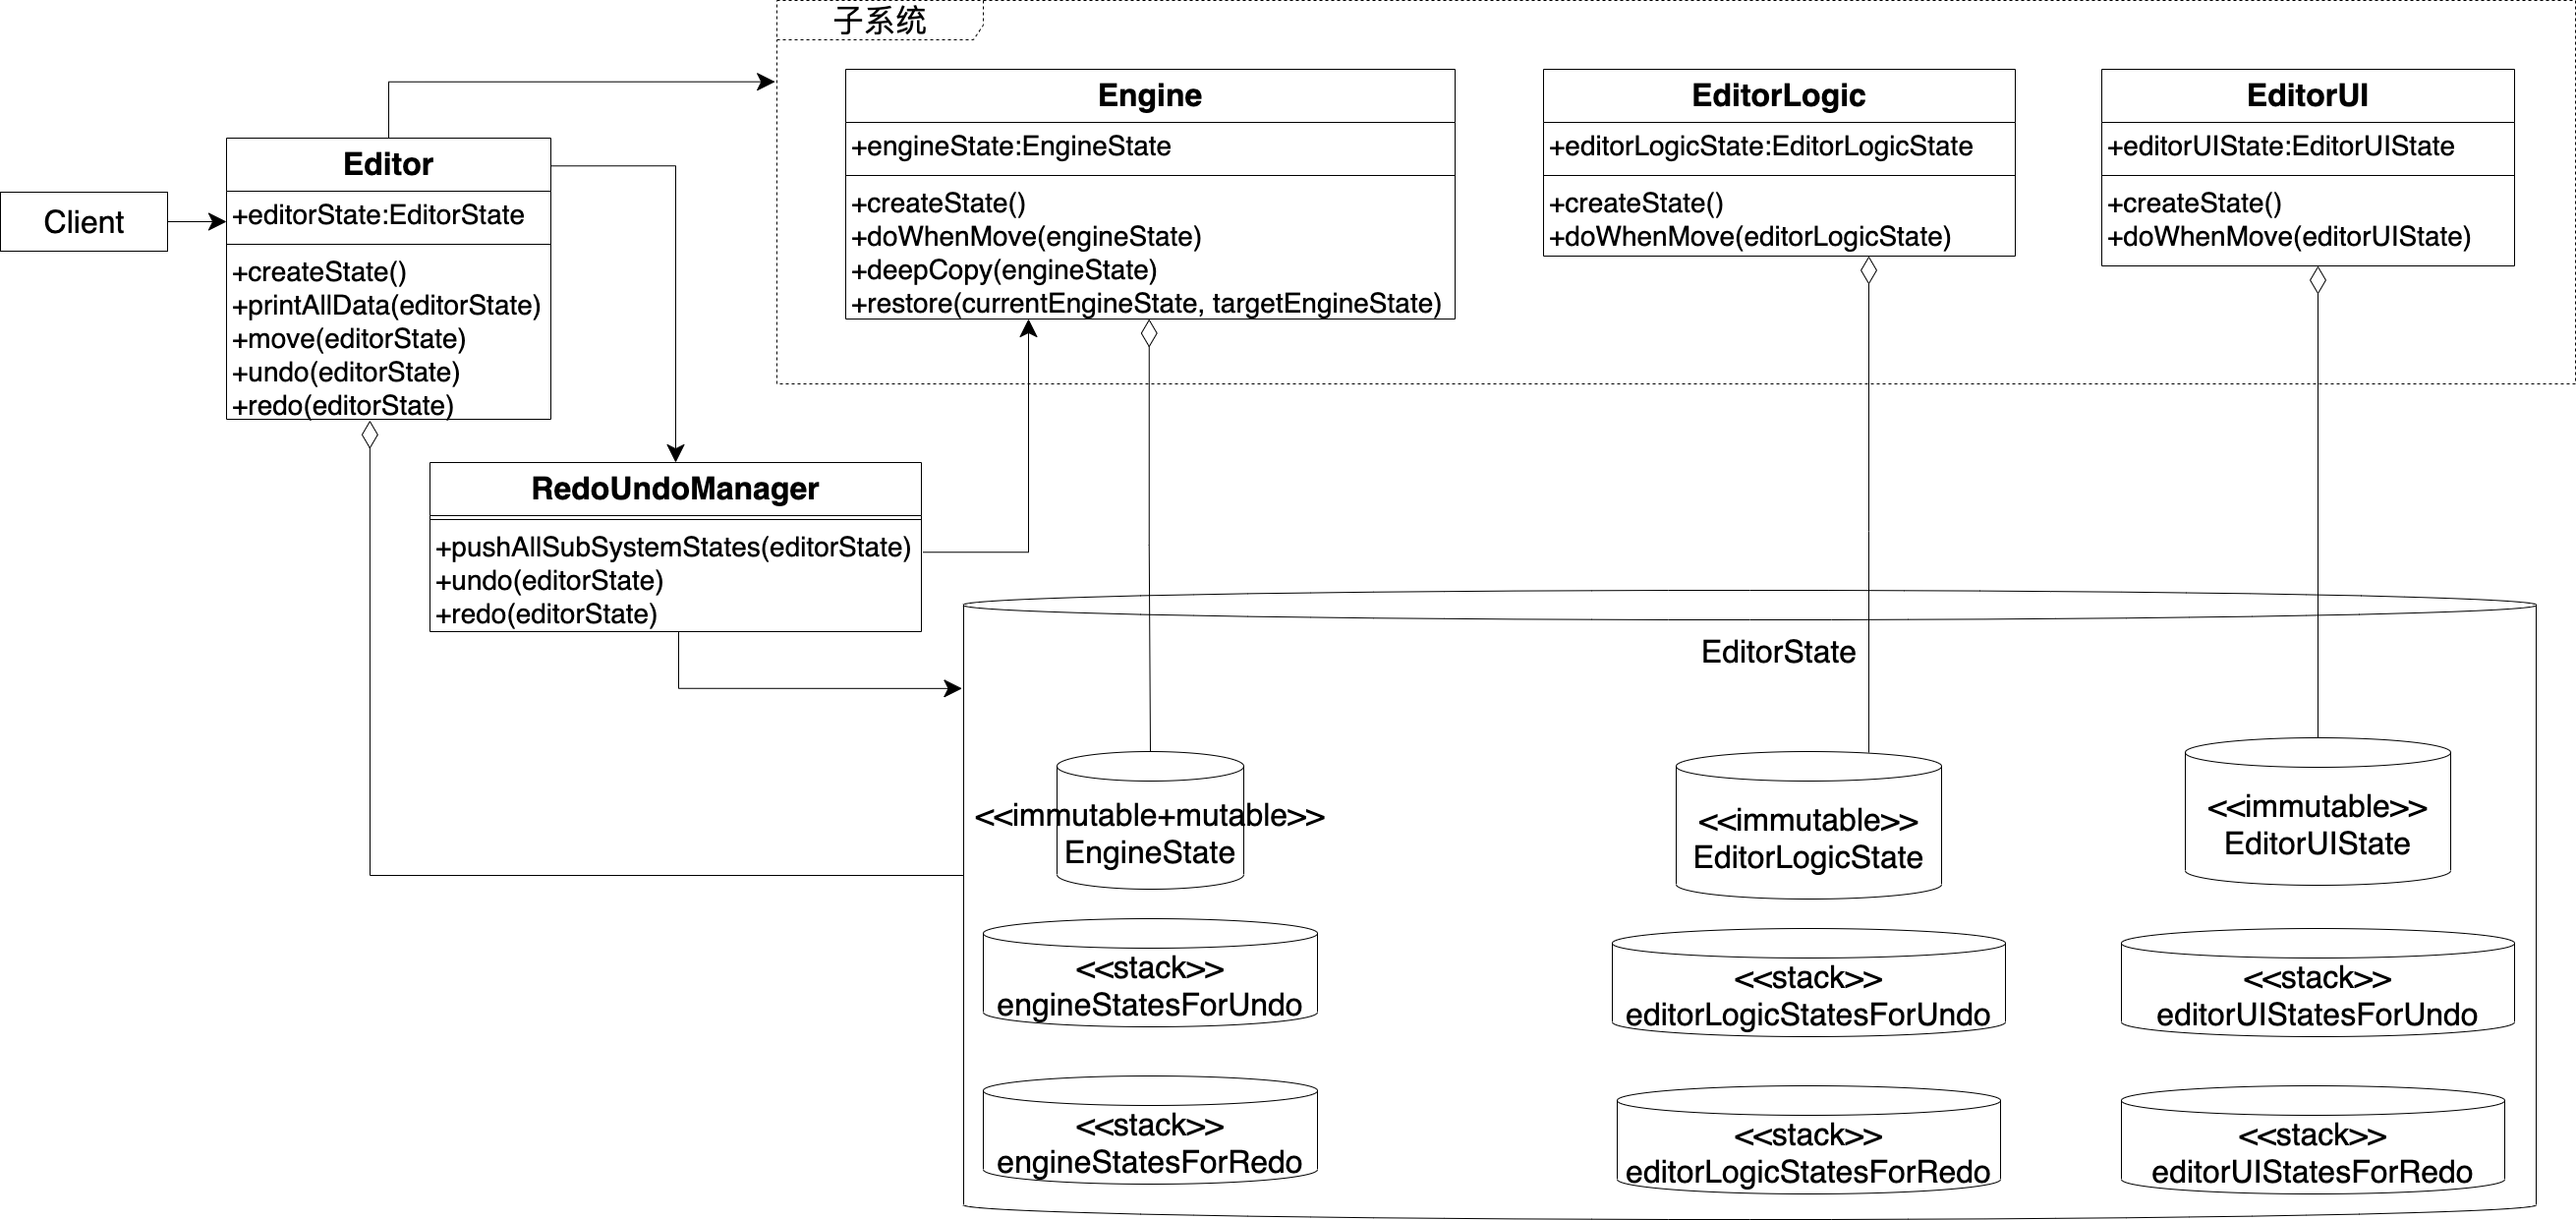 子系统
Engine
+engineState:EngineState
+createState()
+doWhenMove(engineState)
+deepCopy(engineState)
+restore(currentEngineState, targetEngineState)
EditorLogic
+editorLogicState:EditorLogicState
+createState()
+doWhenMove(editorLogicState)
EditorUI
+editorUIState:EditorUIState
+createState()
+doWhenMove(editorUIState)
Client
Editor
+editorState:EditorState
+createState()
+printAllData(editorState)
+move(editorState)
+undo(editorState)
+redo(editorState)
RedoUndoManager
+pushAllSubSystemStates(editorState)
+undo(editorState)
+redo(editorState)
EditorState
<<immutable+mutable>>
EngineState
<<immutable>>
EditorLogicState
<<immutable>>
EditorUIState
<<stack>>
engineStatesForUndo
<<stack>>
editorLogicStatesForUndo
<<stack>>
editorUIStatesForUndo
<<stack>>
engineStatesForRedo
<<stack>>
editorLogicStatesForRedo
<<stack>>
editorUIStatesForRedo